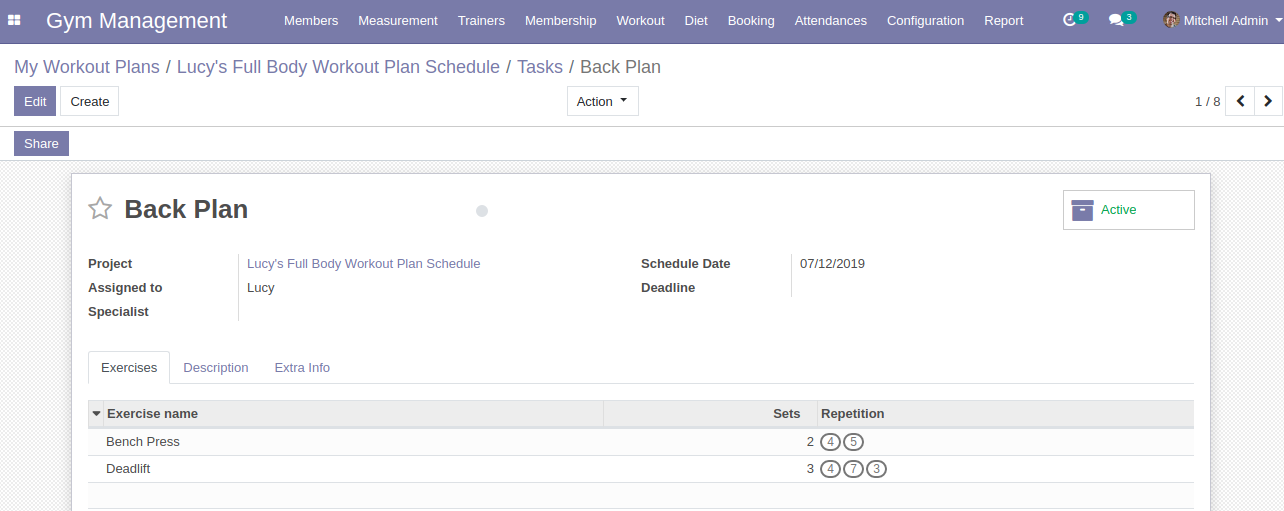 Gym Management Members Measurement Trainers Membership Workout Diet Booking Attendances Configuration Report 9 3 Mitchell Admin
My Workout Plans / Lucy's Full Body Workout Plan Schedule / Tasks / Back Plan
Edit Create Action 1 / 8
Share
Back Plan Active
Project Lucy's Full Body Workout Plan Schedule Schedule Date 07/12/2019
Assigned to Lucy Deadline
Specialist
Exercises Description Extra Info
Exercise name Sets Repetition
Bench Press 2 4 5
Deadlift 3 4 7 3